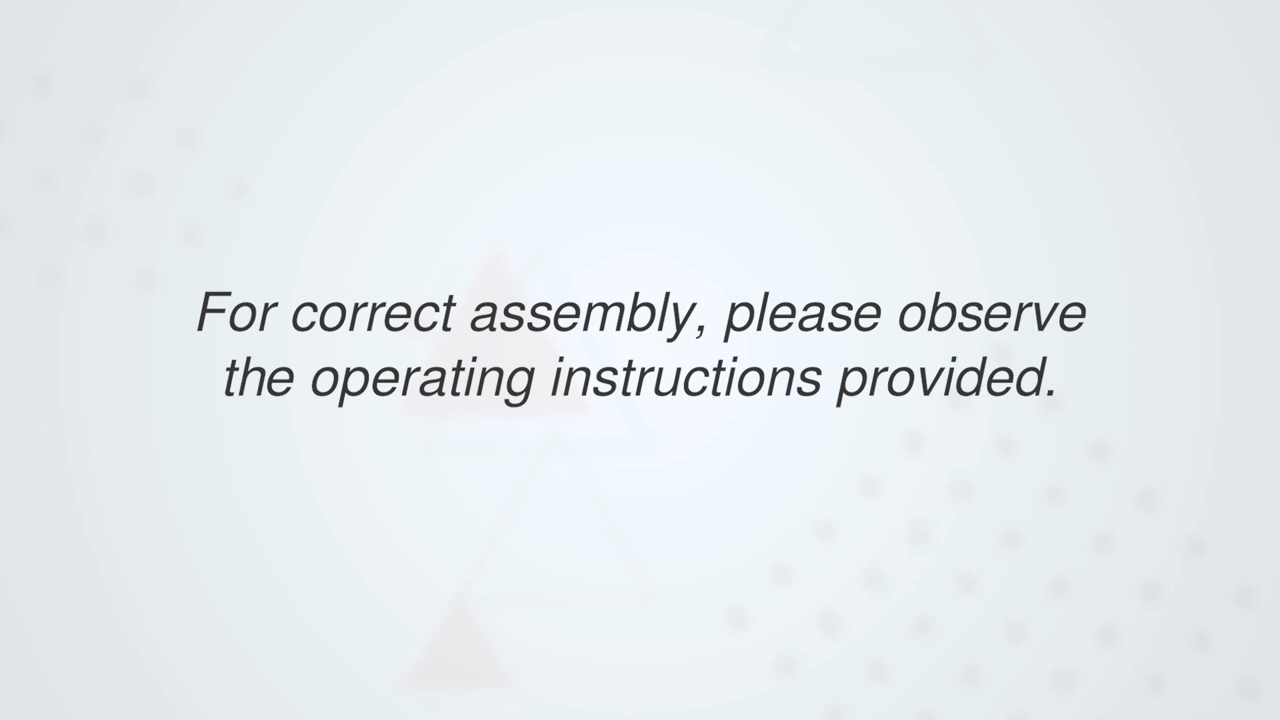 For correct assembly, please observe
the operating instructions provided.